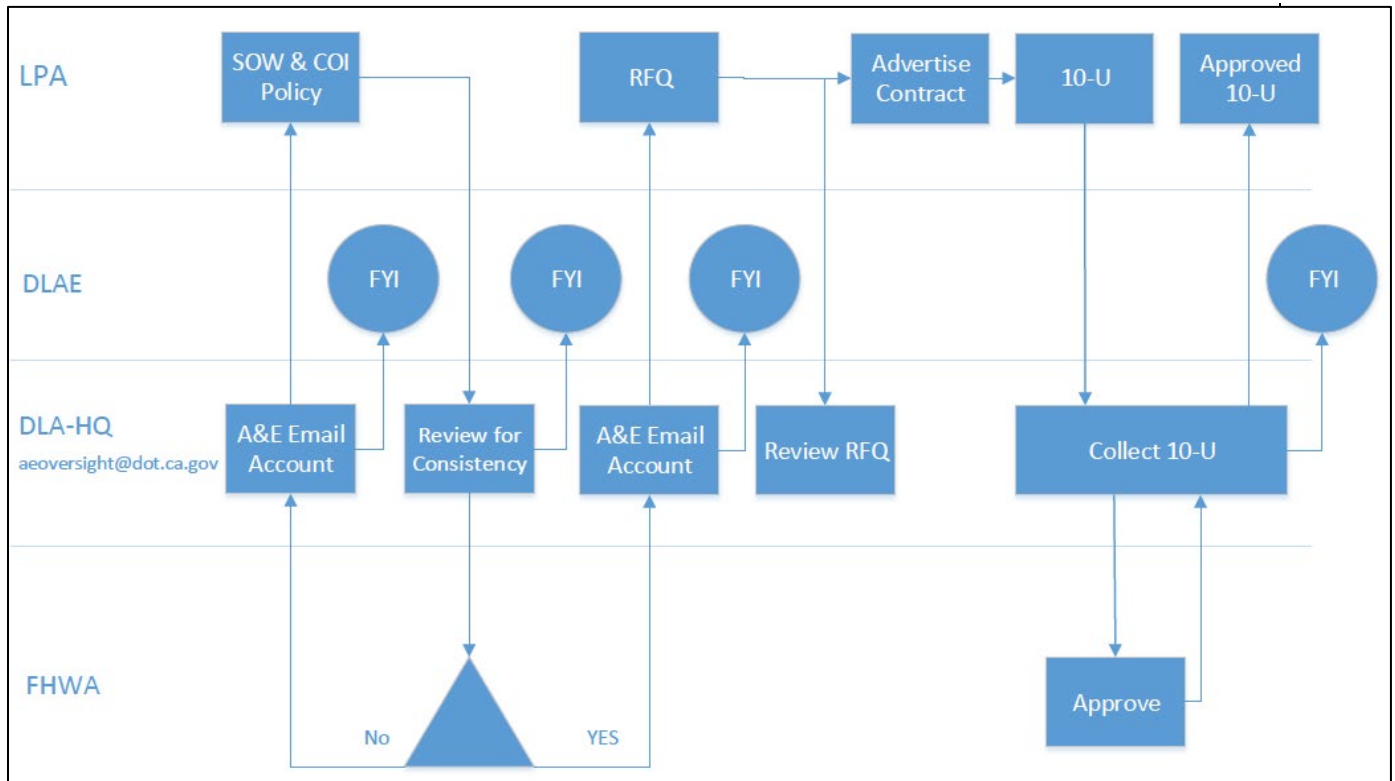 LPA
SOW & COI
Policy
RFQ
Advertise
Contract
10-U
Approved
10-U
DLAE
FYI
FYI
FYI
FYI
DLA-HQ
aeoversight@dot.ca.gov
A&E Email
Account
Review for
Consistency
A&E Email
Account
Review RFQ
Collect 10-U
FHWA
No
YES
Approve